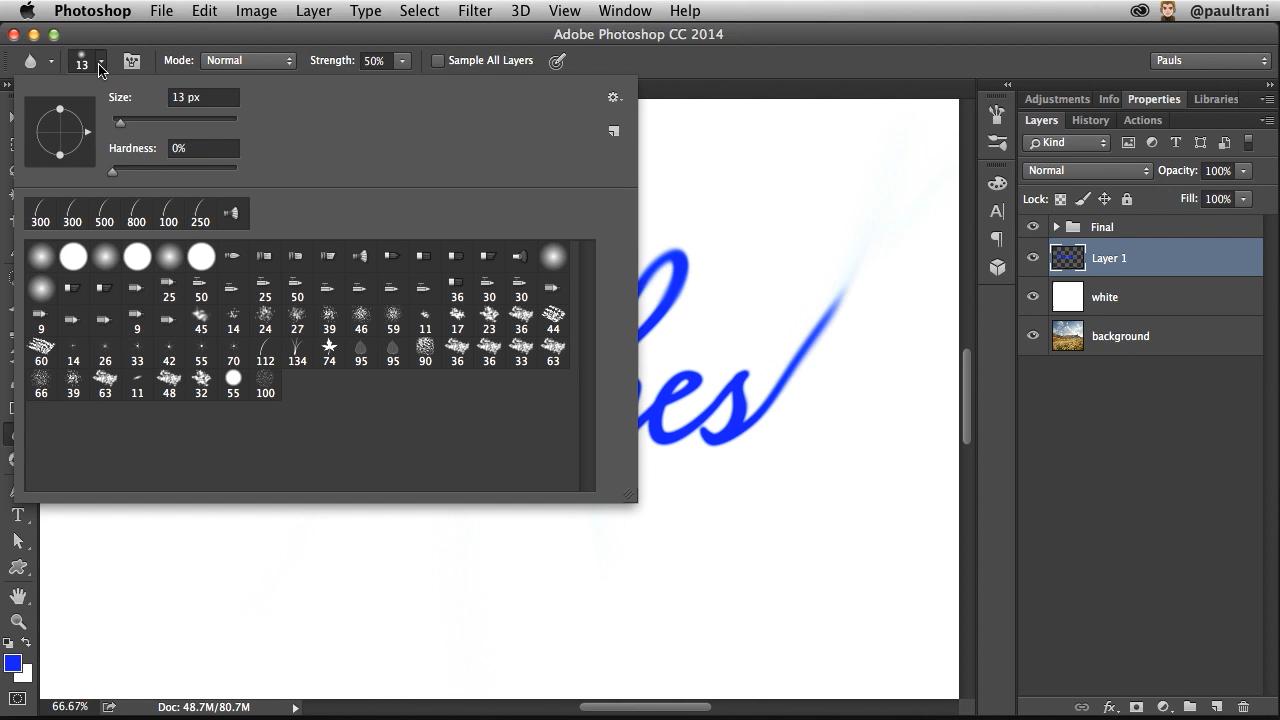 Photoshop File Edit Image Layer Type Select Filter 3D View Window Help @paultrani
Adobe Photoshop CC 2014
13 Mode: Normal Strength: 50% Sample All Layers Pauls
Size: 13 px
Hardness: 0%
300 300 500 800 100 250
25 50 25 50 36 30 30
9 9 45 14 24 27 39 46 59 11 17 23 36 44
60 14 26 33 42 55 70 112 134 74 95 95 90 36 36 33 63
66 39 63 11 48 32 55 100
es
Adjustments Info Properties Libraries
Layers History Actions
Kind
Normal Opacity: 100%
Lock: Fill: 100%
Final
Layer 1
white
background
66.67% Doc: 48.7M/80.7M